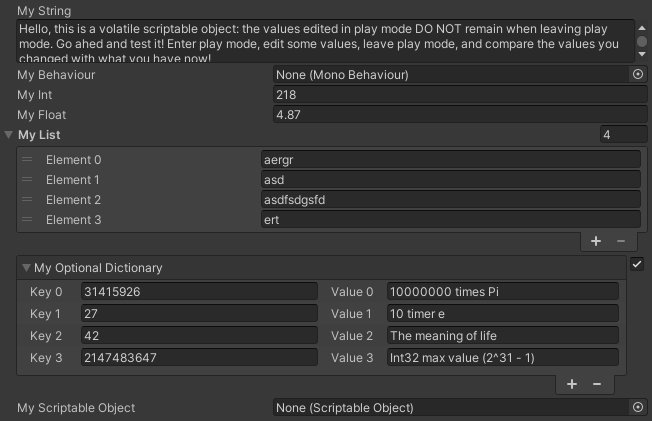 My String
Hello, this is a volatile scriptable object: the values edited in play mode DO NOT remain when leaving play
mode. Go ahed and test it! Enter play mode, edit some values, leave play mode, and compare the values you
changed with what you have now!
My Behaviour None (Mono Behaviour)
My Int 218
My Float 4.87
My List 4
Element 0 aergr
Element 1 asd
Element 2 asdfsdgsfd
Element 3 ert
+ −
My Optional Dictionary
Key 0 31415926 Value 0 10000000 times Pi
Key 1 27 Value 1 10 timer e
Key 2 42 Value 2 The meaning of life
Key 3 2147483647 Value 3 Int32 max value (2^31 - 1)
+ −
My Scriptable Object None (Scriptable Object)